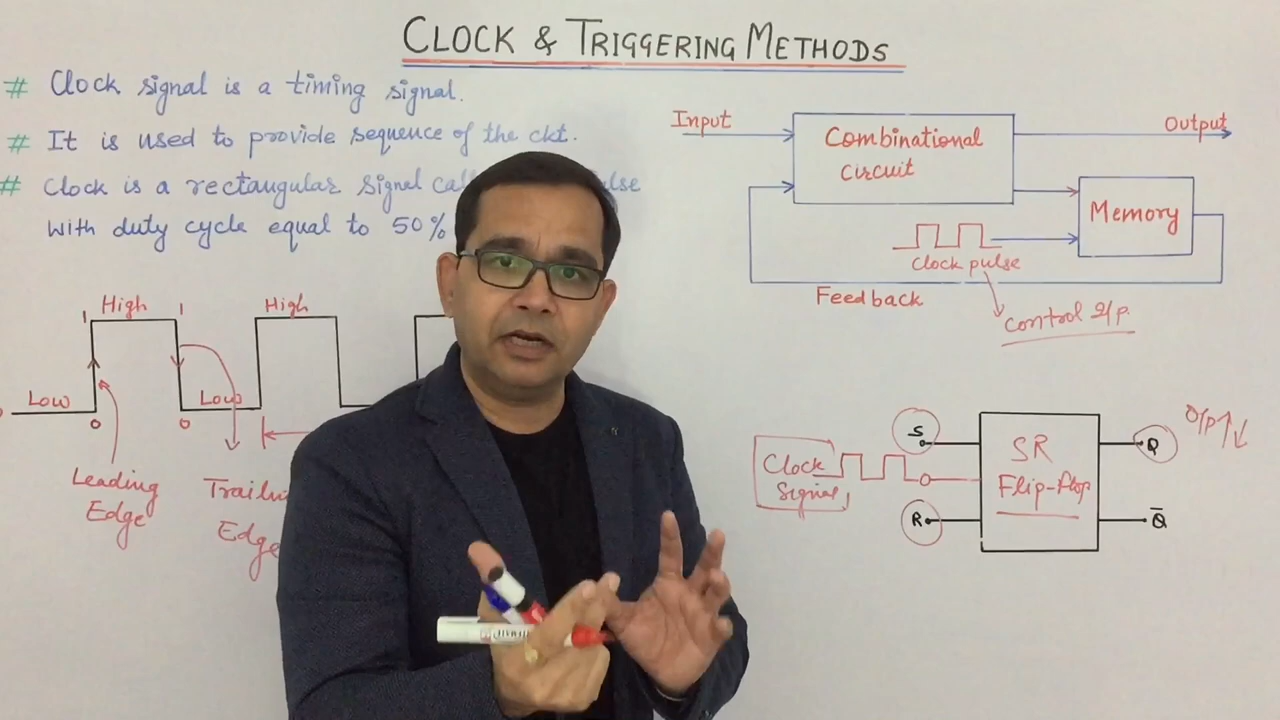 CLOCK & TRIGGERING METHODS
# Clock signal is a timing signal.
# It is used to provide sequence of the ckt.
# Clock is a rectangular signal
with duty cycle equal to 50%
High
High
1
1
Low
Low
0
0
Leading
Edge
Edge
Input
Output
Combinational
circuit
Memory
Clock pulse
Feedback
Control I/p.
S
R
Clock
Signal
SR
Flip-flop
Q
Q̅
O/p↑↓